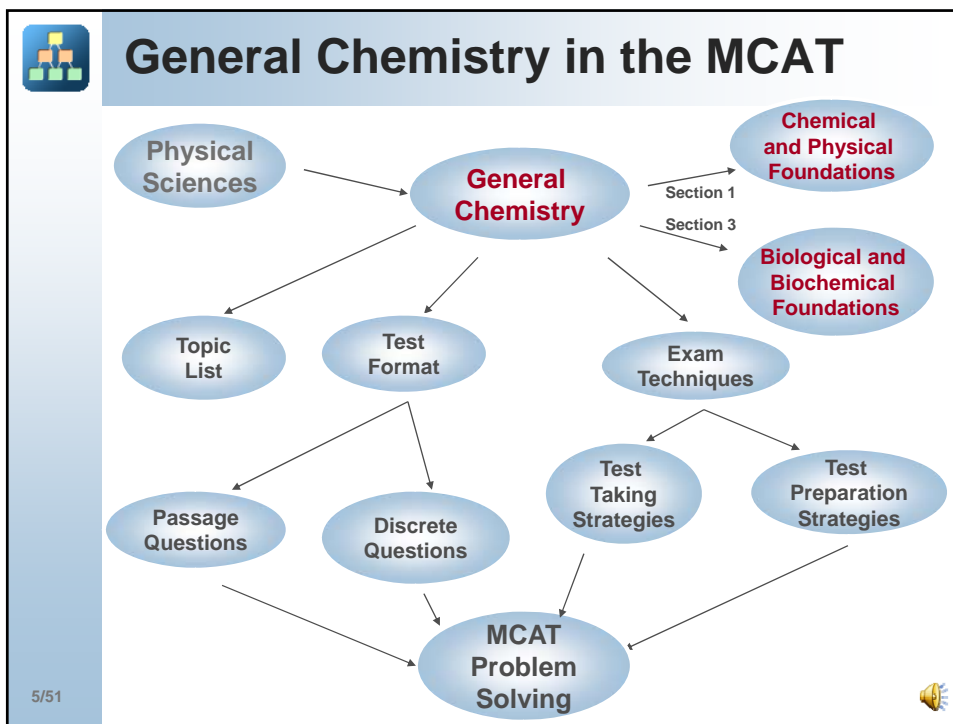 General Chemistry in the MCAT
Physical
Sciences
General
Chemistry
Chemical
and Physical
Foundations
Section 1
Section 3
Biological and
Biochemical
Foundations
Topic
List
Test
Format
Exam
Techniques
Passage
Questions
Discrete
Questions
Test
Taking
Strategies
Test
Preparation
Strategies
MCAT
Problem
Solving
5/51